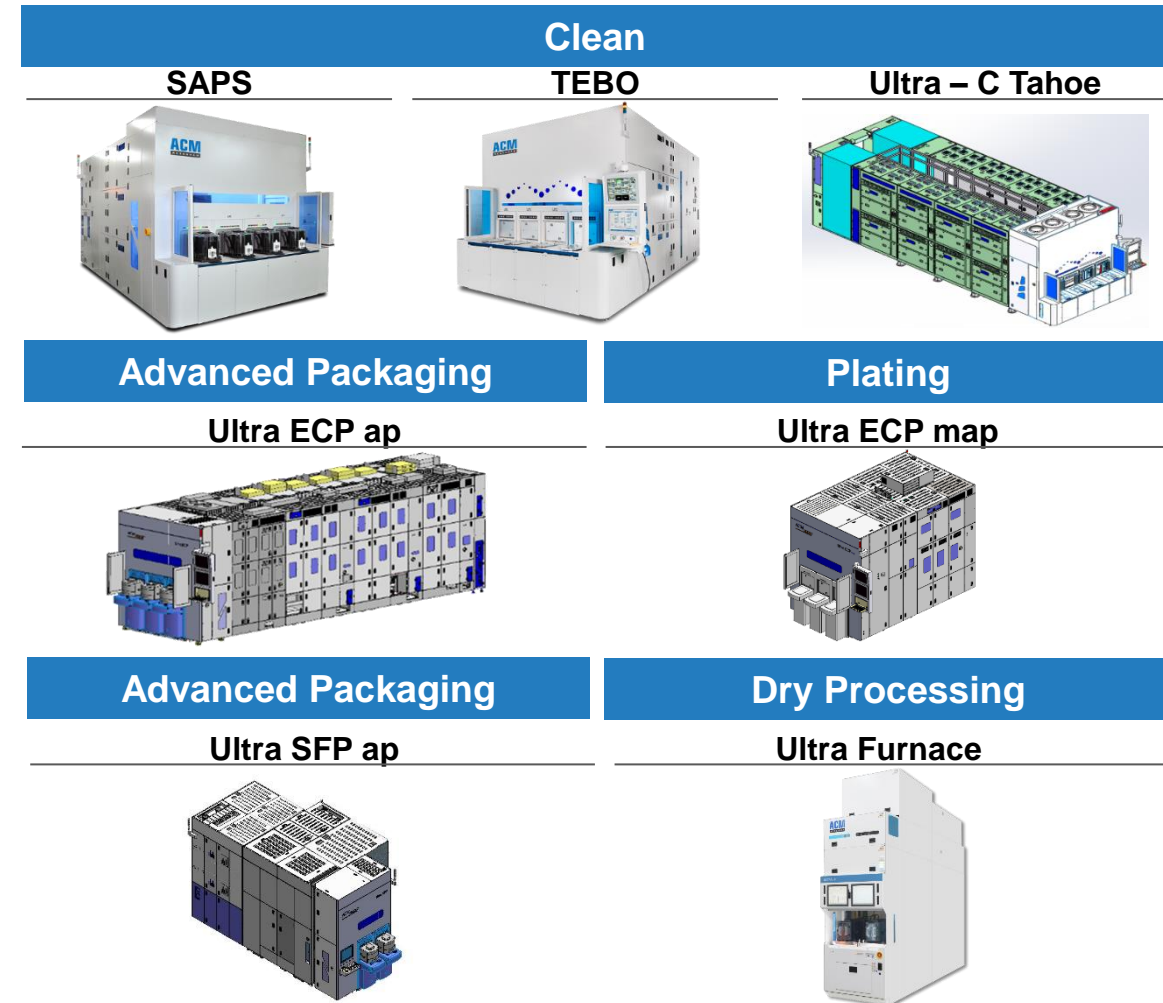 Clean
SAPS
TEBO
Ultra – C Tahoe
ACM
ACM
Advanced Packaging
Plating
Ultra ECP ap
Ultra ECP map
Advanced Packaging
Dry Processing
Ultra SFP ap
Ultra Furnace
ACM